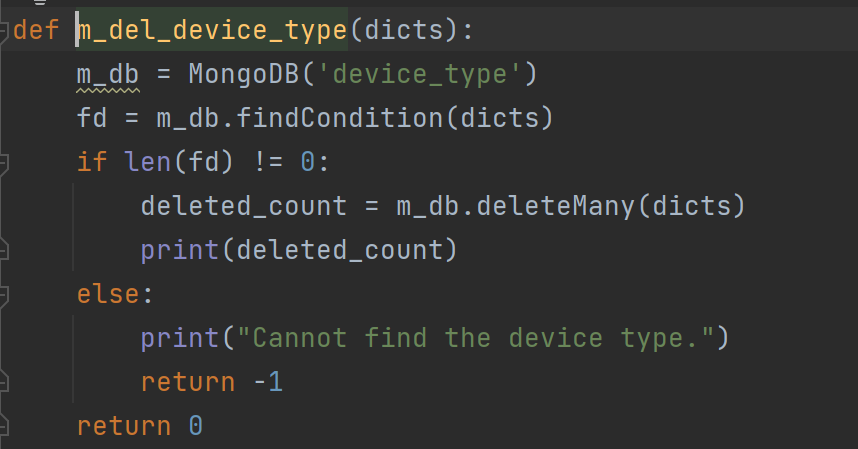 def m_del_device_type(dicts):
    m_db = MongoDB('device_type')
    fd = m_db.findCondition(dicts)
    if len(fd) != 0:
        deleted_count = m_db.deleteMany(dicts)
        print(deleted_count)
    else:
        print("Cannot find the device type.")
        return -1
    return 0